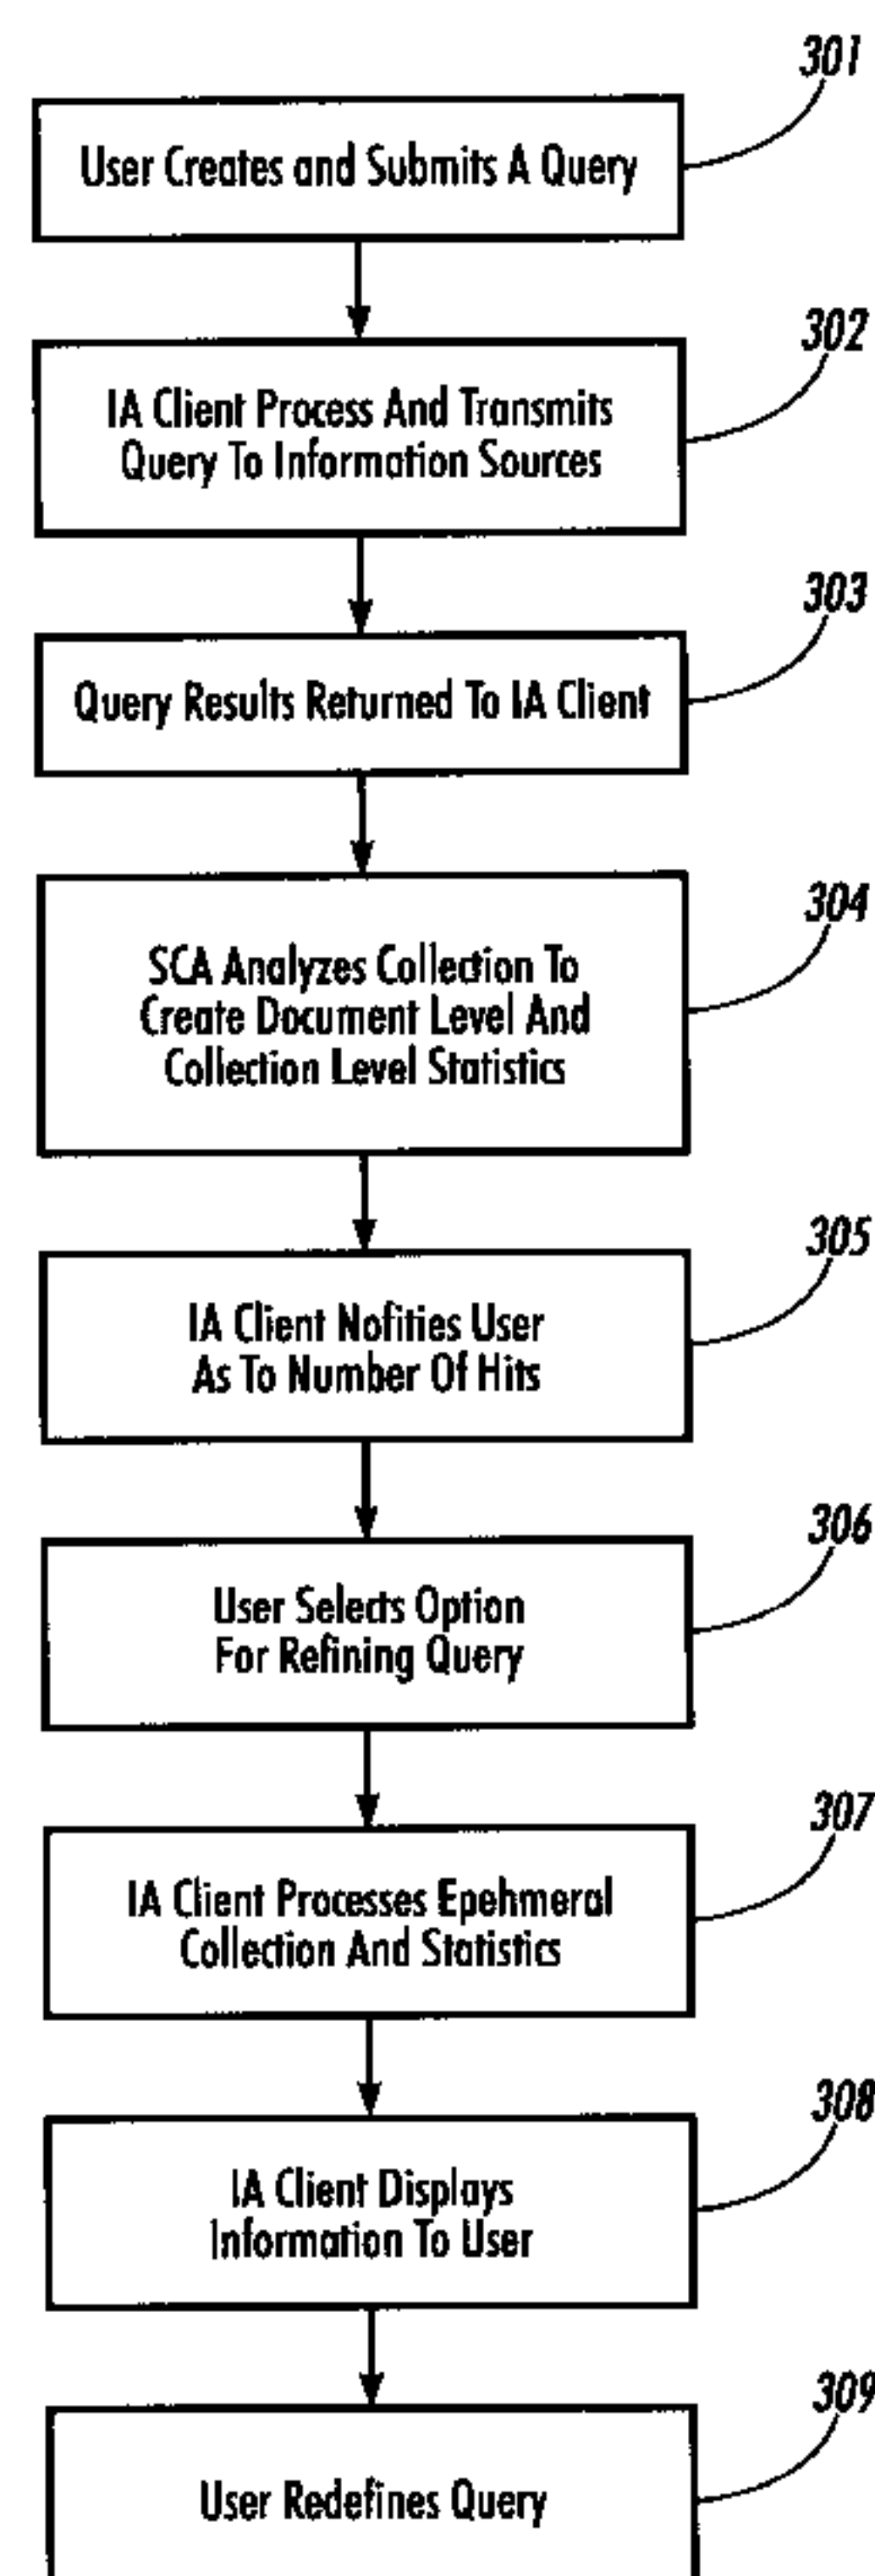 301
User Creates and Submits A Query
302
IA Client Process And Transmits
Query To Information Sources
303
Query Results Returned To IA Client
304
SCA Analyzes Collection To
Create Document Level And
Collection Level Statistics
305
IA Client Nofities User
As To Number Of Hits
306
User Selects Option
For Refining Query
307
IA Client Processes Epehmeral
Collection And Statistics
308
IA Client Displays
Information To User
309
User Redefines Query